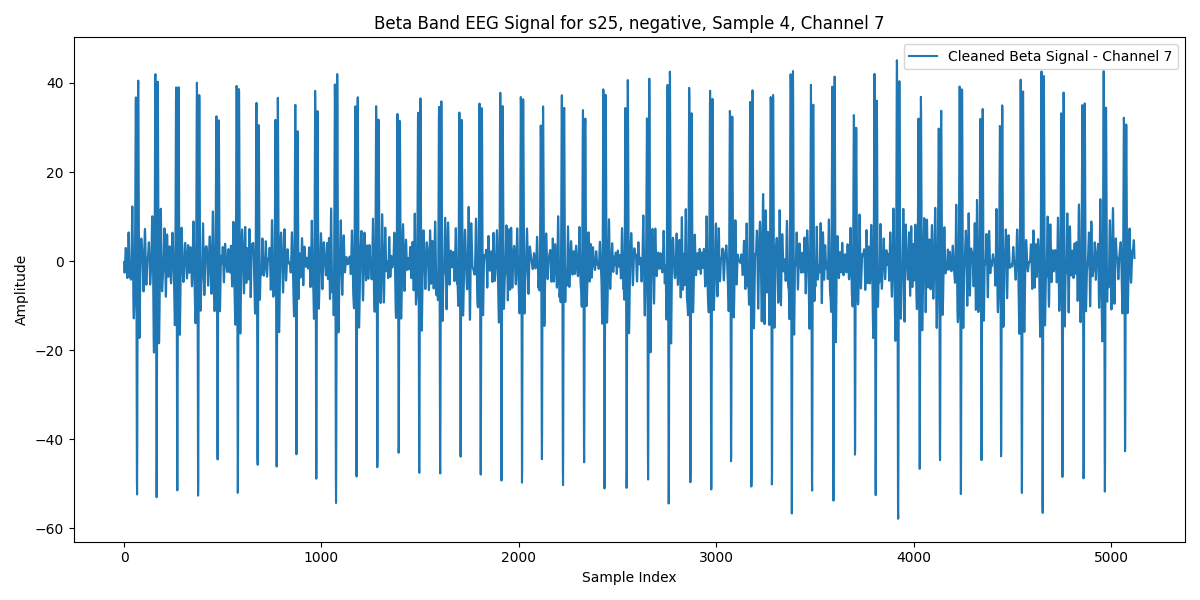 Beta Band EEG Signal for s25, negative, Sample 4, Channel 7
Cleaned Beta Signal - Channel 7
Amplitude
40
20
0
−20
−40
−60
0 1000 2000 3000 4000 5000
Sample Index